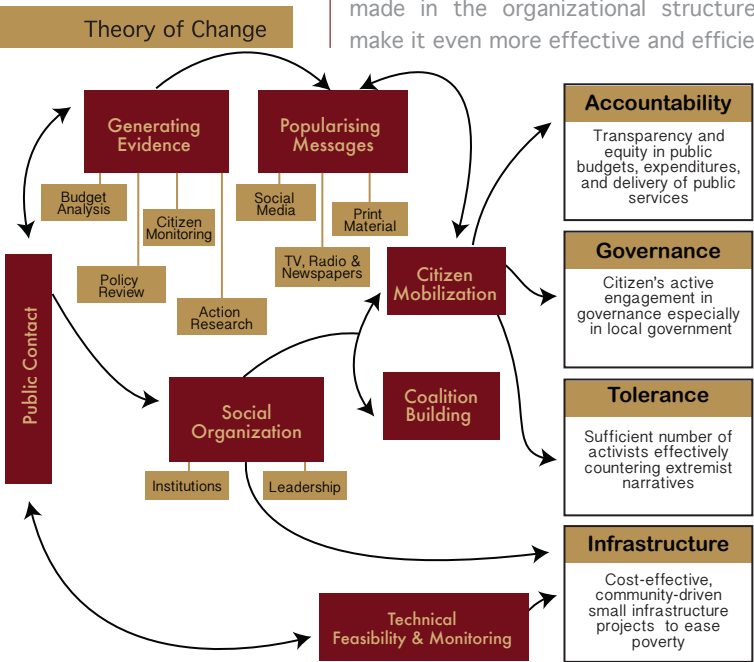 made in the organizational structure
make it even more effective and efficie
Theory of Change
Generating
Evidence
Budget
Analysis
Citizen
Monitoring
Policy
Review
Action
Research
Popularising
Messages
Social
Media
Print
Material
TV, Radio &
Newspapers
Citizen
Mobilization
Public Contact
Social
Organization
Institutions
Leadership
Coalition
Building
Technical
Feasibility & Monitoring
Accountability
Transparency and
equity in public
budgets, expenditures,
and delivery of public
services
Governance
Citizen's active
engagement in
governance especially
in local government
Tolerance
Sufficient number of
activists effectively
countering extremist
narratives
Infrastructure
Cost-effective,
community-driven
small infrastructure
projects to ease
poverty